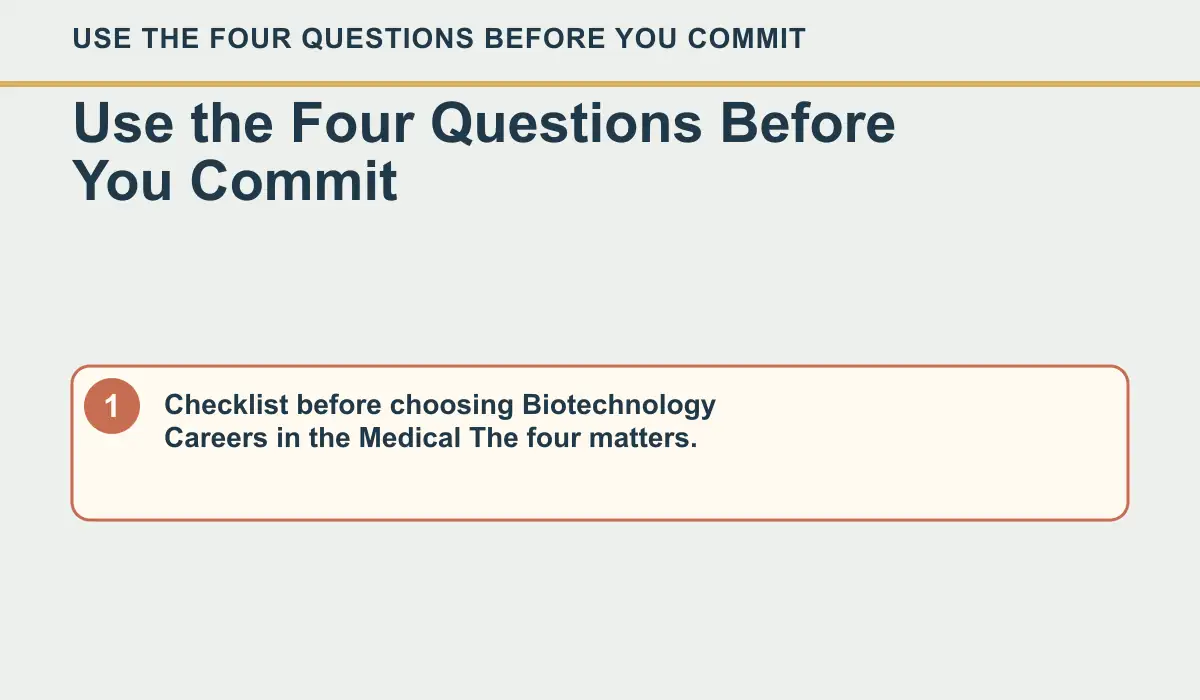 USE THE FOUR QUESTIONS BEFORE YOU COMMIT
Use the Four Questions Before
You Commit
1
Checklist before choosing Biotechnology
Careers in the Medical The four matters.